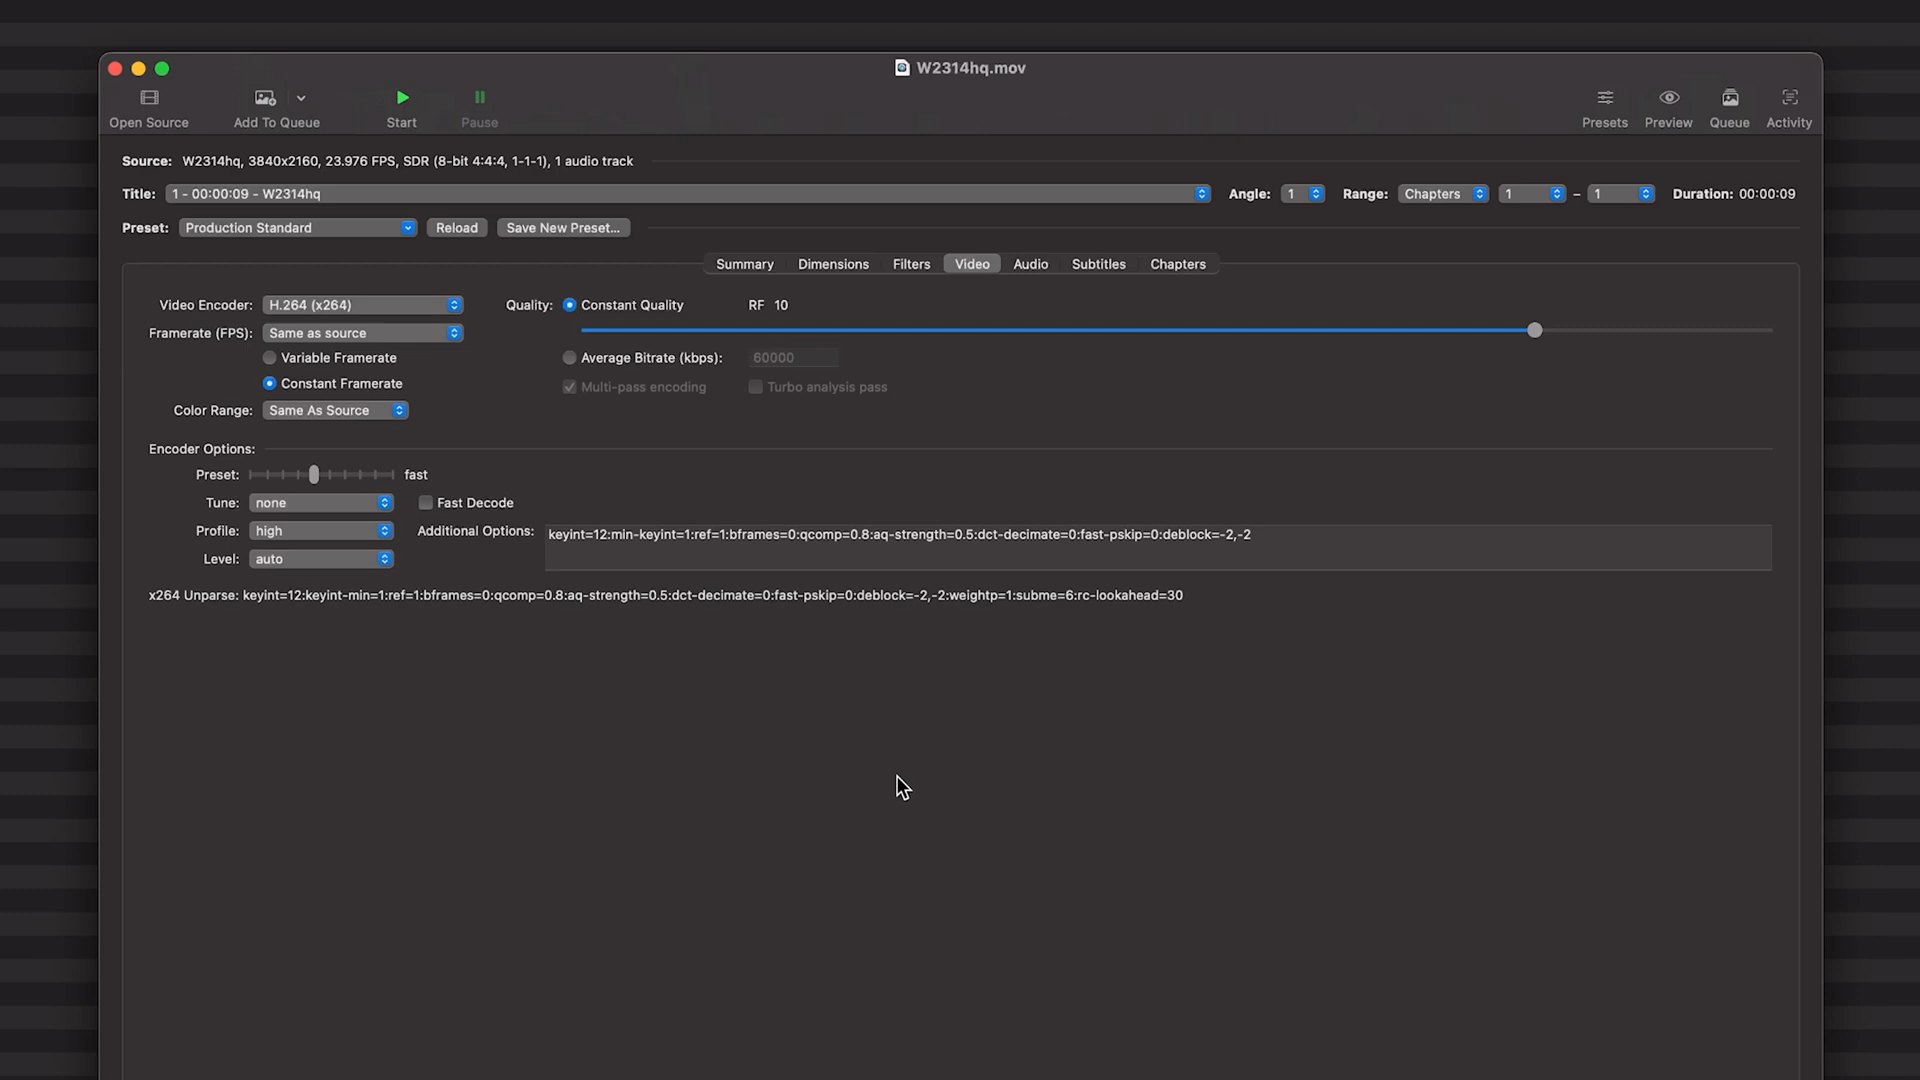 W2314hq.mov
Open Source Add To Queue Start Pause Presets Preview Queue Activity
Source: W2314hq, 3840x2160, 23.976 FPS, SDR (8-bit 4:4:4, 1-1-1), 1 audio track
Title: 1 - 00:00:09 - W2314hq Angle: 1 Range: Chapters 1 – 1 Duration: 00:00:09
Preset: Production Standard Reload Save New Preset...
Summary Dimensions Filters Video Audio Subtitles Chapters
Video Encoder: H.264 (x264) Quality: Constant Quality RF 10
Framerate (FPS): Same as source
Variable Framerate Average Bitrate (kbps): 60000
Constant Framerate Multi-pass encoding Turbo analysis pass
Color Range: Same As Source
Encoder Options:
Preset: fast
Tune: none Fast Decode
Profile: high Additional Options: keyint=12:min-keyint=1:ref=1:bframes=0:qcomp=0.8:aq-strength=0.5:dct-decimate=0:fast-pskip=0:deblock=-2,-2
Level: auto
x264 Unparse: keyint=12:keyint-min=1:ref=1:bframes=0:qcomp=0.8:aq-strength=0.5:dct-decimate=0:fast-pskip=0:deblock=-2,-2:weightp=1:subme=6:rc-lookahead=30